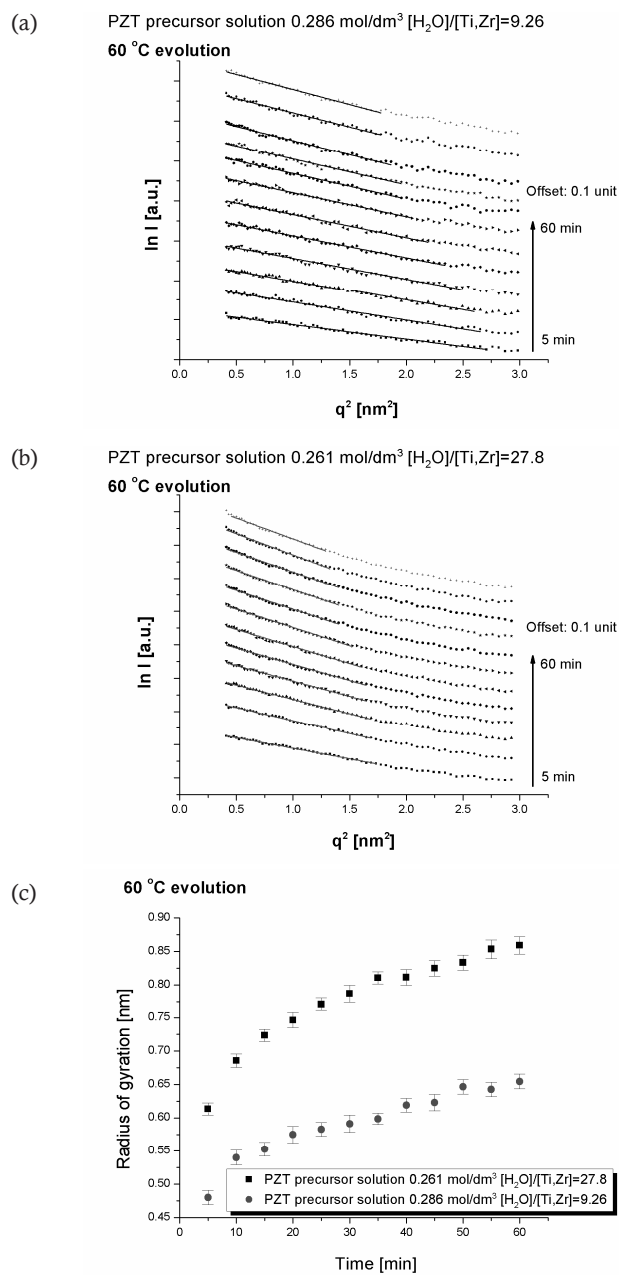 (a)
PZT precursor solution 0.286 mol/dm³ [H₂O]/[Ti,Zr]=9.26
60 °C evolution
ln I [a.u.]
Offset: 0.1 unit
60 min
5 min
0.0 0.5 1.0 1.5 2.0 2.5 3.0
q² [nm²]
(b)
PZT precursor solution 0.261 mol/dm³ [H₂O]/[Ti,Zr]=27.8
60 °C evolution
ln I [a.u.]
Offset: 0.1 unit
60 min
5 min
0.0 0.5 1.0 1.5 2.0 2.5 3.0
q² [nm²]
(c)
60 °C evolution
Radius of gyration [nm]
0.90
0.85
0.80
0.75
0.70
0.65
0.60
0.55
0.50
0.45
PZT precursor solution 0.261 mol/dm³ [H₂O]/[Ti,Zr]=27.8
PZT precursor solution 0.286 mol/dm³ [H₂O]/[Ti,Zr]=9.26
0 10 20 30 40 50 60
Time [min]